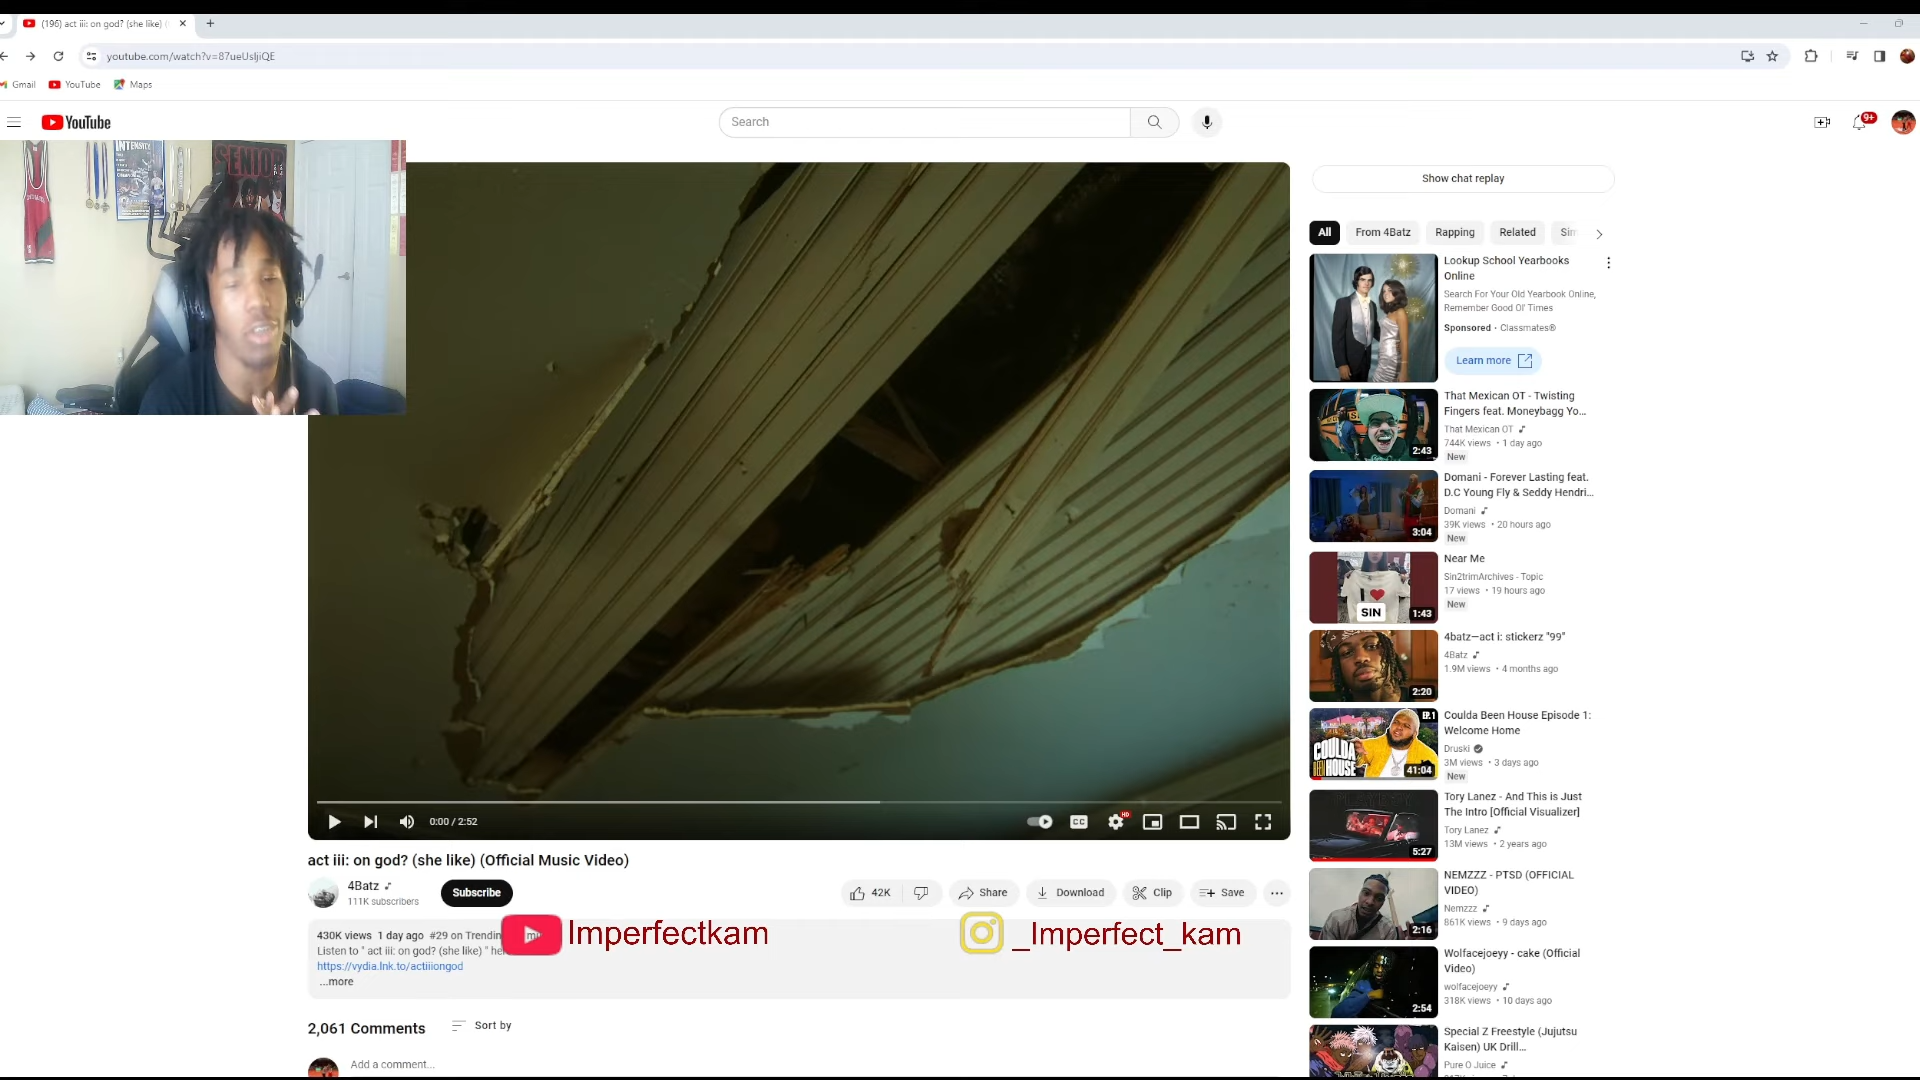 (196) act iii: on god? (she like) (
youtube.com/watch?v=87ueUsIjiQE
Gmail
YouTube
Maps
YouTube
Search
9+
INTENSITY
SENIOR
Show chat replay
All
From 4Batz
Rapping
Related
Lookup School Yearbooks
Online
Search For Your Old Yearbook Online,
Remember Good Ol' Times
Sponsored · Classmates®
Learn more
That Mexican OT - Twisting
Fingers feat. Moneybagg Yo...
That Mexican OT
744K views · 1 day ago
New
2:43
Domani - Forever Lasting feat.
D.C Young Fly & Seddy Hendri...
Domani
39K views · 20 hours ago
New
3:04
Near Me
Sin2trimArchives - Topic
17 views · 19 hours ago
New
I ❤
SIN
1:43
4batz—act i: stickerz "99"
4Batz
1.9M views · 4 months ago
2:20
Coulda Been House Episode 1:
Welcome Home
Druski
3M views · 3 days ago
New
EP.1
COULDA
BEEN HOUSE
41:04
Tory Lanez - And This is Just
The Intro [Official Visualizer]
Tory Lanez
13M views · 2 years ago
5:27
NEMZZZ - PTSD (OFFICIAL
VIDEO)
Nemzzz
861K views · 9 days ago
2:16
Wolfacejoeyy - cake (Official
Video)
wolfacejoeyy
318K views · 10 days ago
2:54
Special Z Freestyle (Jujutsu
Kaisen) UK Drill...
Pure O Juice
0:00 / 2:52
CC
HD
act iii: on god? (she like) (Official Music Video)
4Batz
111K subscribers
Subscribe
42K
Share
Download
Clip
Save
430K views 1 day ago #29 on Trendin
Listen to " act iii: on god? (she like) " he
https://vydia.lnk.to/actiiiongod
...more
Imperfectkam
_Imperfect_kam
2,061 Comments
Sort by
Add a comment...